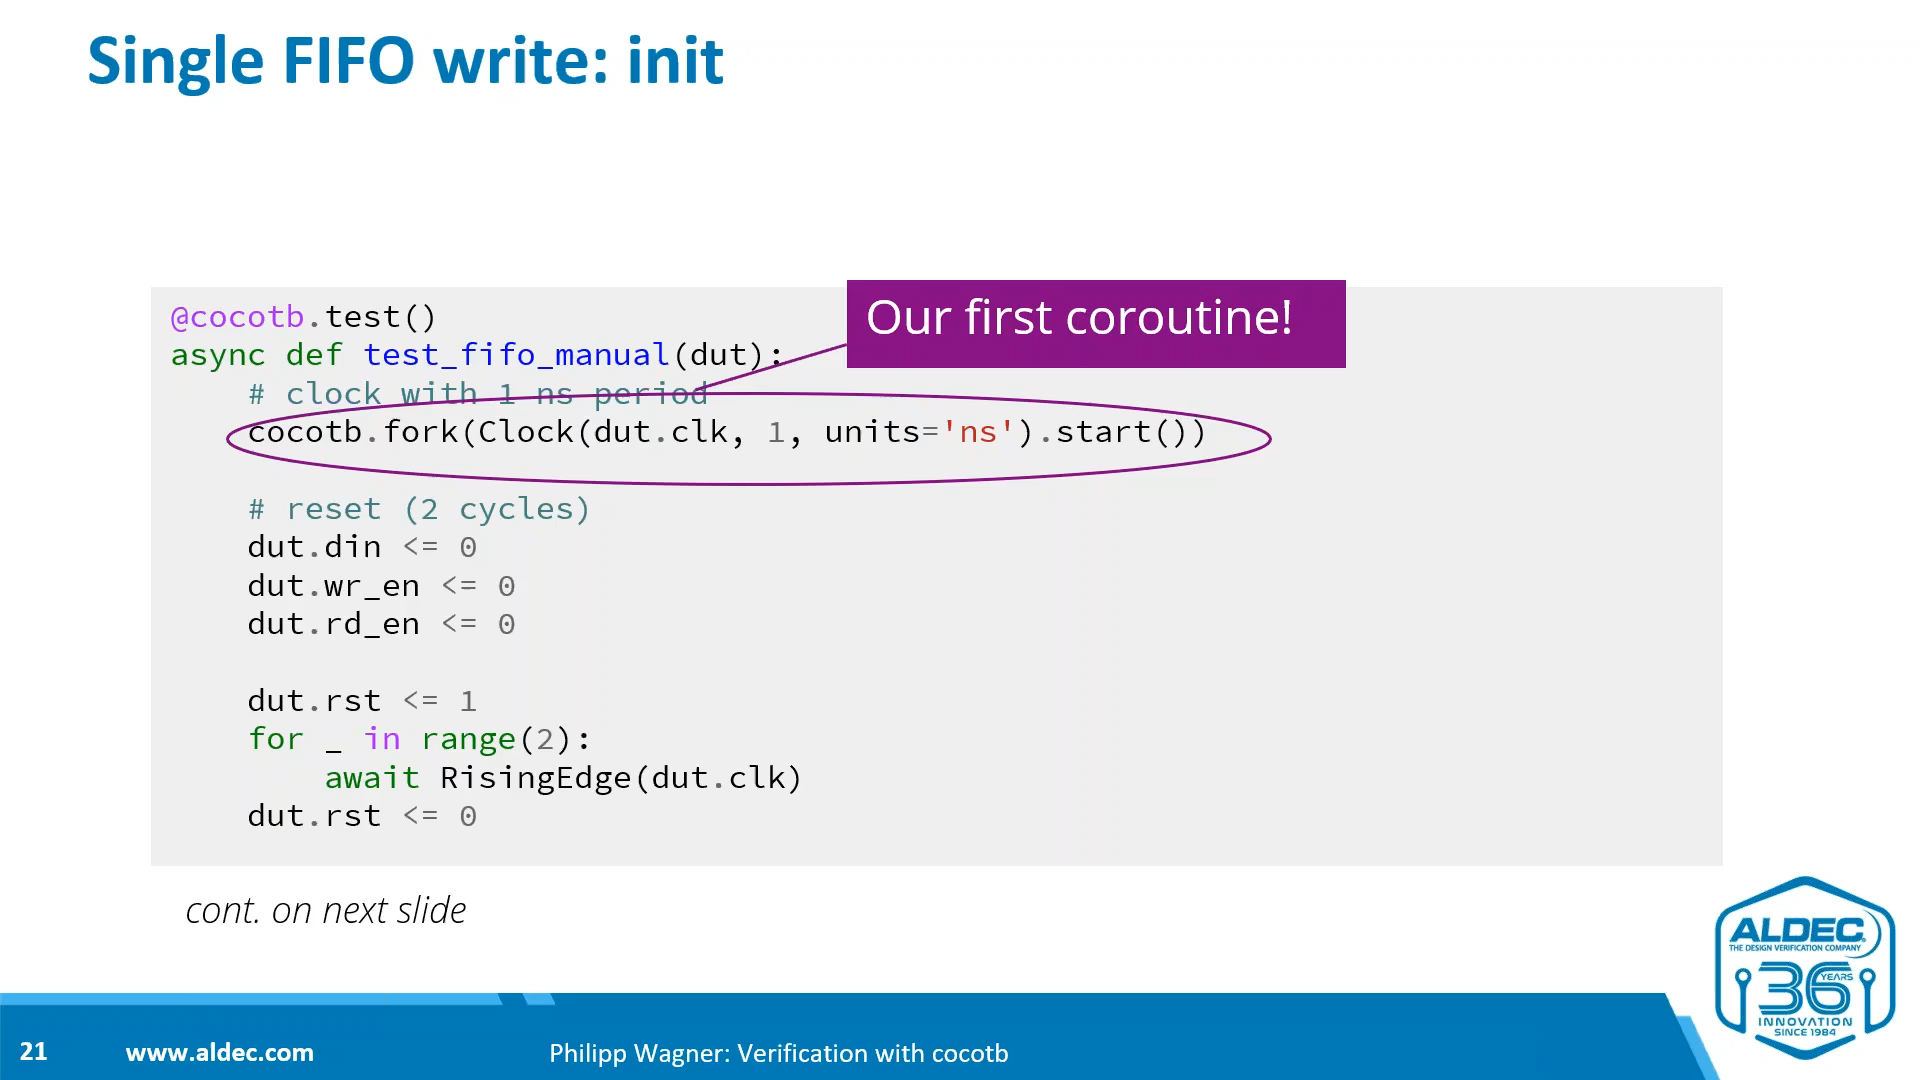 Single FIFO write: init
Our first coroutine!
@cocotb.test()
async def test_fifo_manual(dut):
    # clock with 1 ns period
    cocotb.fork(Clock(dut.clk, 1, units='ns').start())
    # reset (2 cycles)
    dut.din <= 0
    dut.wr_en <= 0
    dut.rd_en <= 0
    dut.rst <= 1
    for _ in range(2):
        await RisingEdge(dut.clk)
    dut.rst <= 0
cont. on next slide
ALDEC
THE DESIGN VERIFICATION COMPANY
36 YEARS
INNOVATION
SINCE 1984
21 www.aldec.com Philipp Wagner: Verification with cocotb